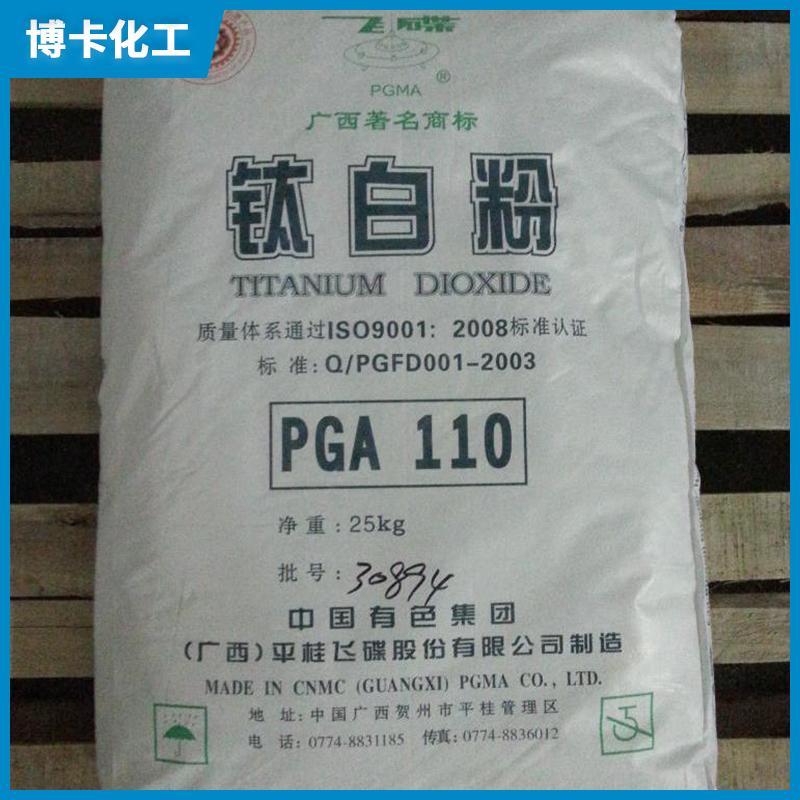 博卡化工
飞碟
PGMA
®
广西著名商标
钛白粉
TITANIUM DIOXIDE
质量体系通过ISO9001: 2008标准认证
标 准: Q/PGFD001-2003
PGA 110
净 重 : 25kg
批 号 : 30894
中国有色集团
(广西)平桂飞碟股份有限公司制造
MADE IN CNMC (GUANGXI) PGMA CO., LTD.
地 址: 中国广西贺州市平桂管理区
电 话: 0774-8831185 传真: 0774-8836012